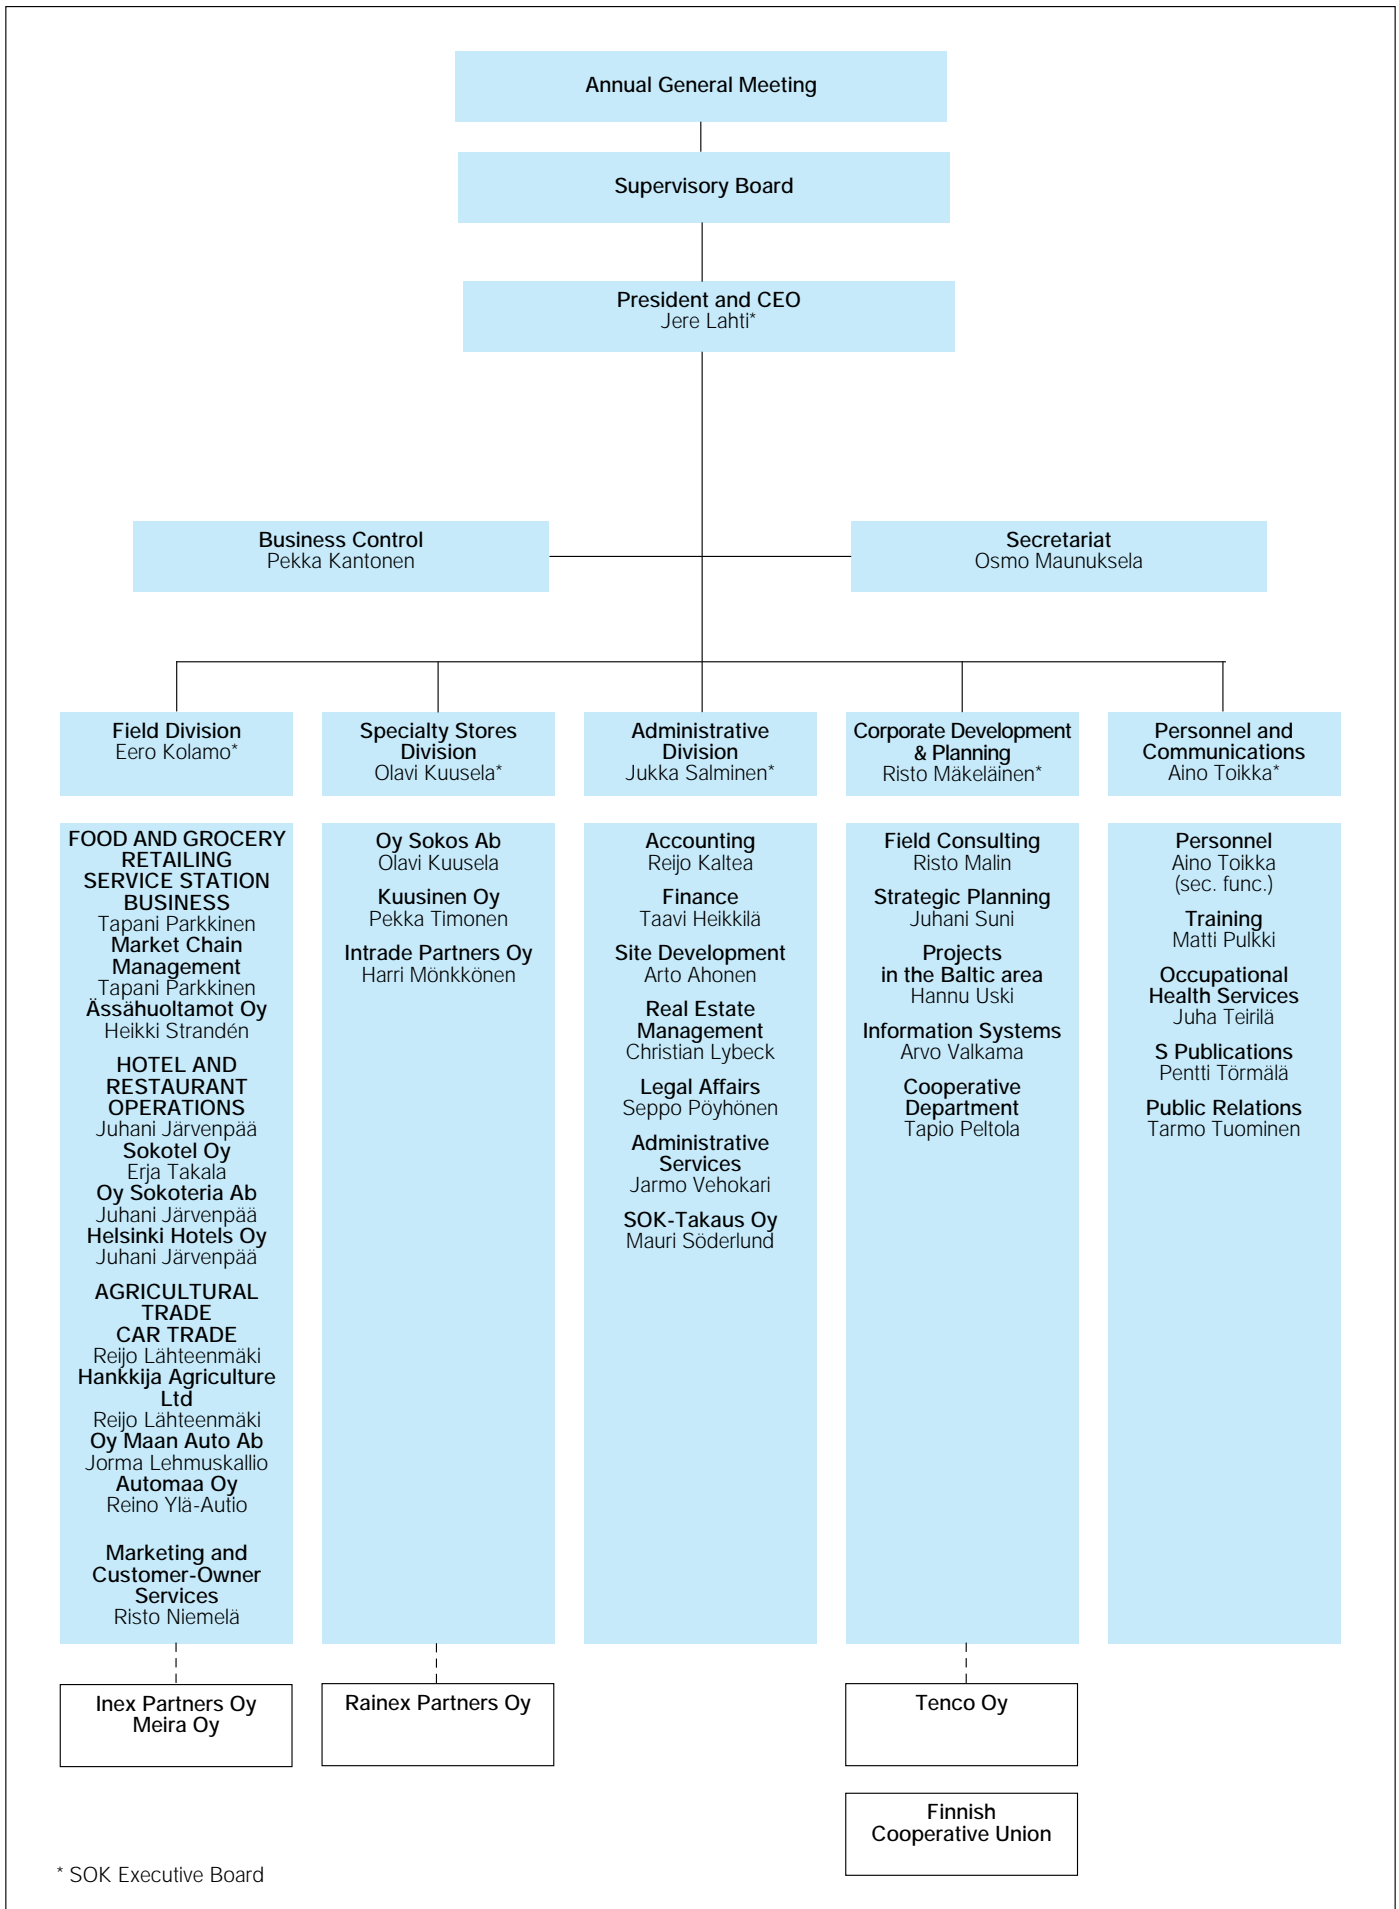 Annual General Meeting
Supervisory Board
President and CEO
Jere Lahti*
Business Control
Pekka Kantonen
Secretariat
Osmo Maunuksela
Field Division
Eero Kolamo*
Specialty Stores
Division
Olavi Kuusela*
Administrative
Division
Jukka Salminen*
Corporate Development
& Planning
Risto Mäkeläinen*
Personnel and
Communications
Aino Toikka*
FOOD AND GROCERY
RETAILING
SERVICE STATION
BUSINESS
Tapani Parkkinen
Market Chain
Management
Tapani Parkkinen
Ässähuoltamot Oy
Heikki Strandén
HOTEL AND
RESTAURANT
OPERATIONS
Juhani Järvenpää
Sokotel Oy
Erja Takala
Oy Sokoteria Ab
Juhani Järvenpää
Helsinki Hotels Oy
Juhani Järvenpää
AGRICULTURAL
TRADE
CAR TRADE
Reijo Lähteenmäki
Hankkija Agriculture
Ltd
Reijo Lähteenmäki
Oy Maan Auto Ab
Jorma Lehmuskallio
Automaa Oy
Reino Ylä-Autio
Marketing and
Customer-Owner
Services
Risto Niemelä
Oy Sokos Ab
Olavi Kuusela
Kuusinen Oy
Pekka Timonen
Intrade Partners Oy
Harri Mönkkönen
Accounting
Reijo Kaltea
Finance
Taavi Heikkilä
Site Development
Arto Ahonen
Real Estate
Management
Christian Lybeck
Legal Affairs
Seppo Pöyhönen
Administrative
Services
Jarmo Vehokari
SOK-Takaus Oy
Mauri Söderlund
Field Consulting
Risto Malin
Strategic Planning
Juhani Suni
Projects
in the Baltic area
Hannu Uski
Information Systems
Arvo Valkama
Cooperative
Department
Tapio Peltola
Personnel
Aino Toikka
(sec. func.)
Training
Matti Pulkki
Occupational
Health Services
Juha Teirilä
S Publications
Pentti Törmälä
Public Relations
Tarmo Tuominen
Inex Partners Oy
Meira Oy
Rainex Partners Oy
Tenco Oy
Finnish
Cooperative Union
* SOK Executive Board